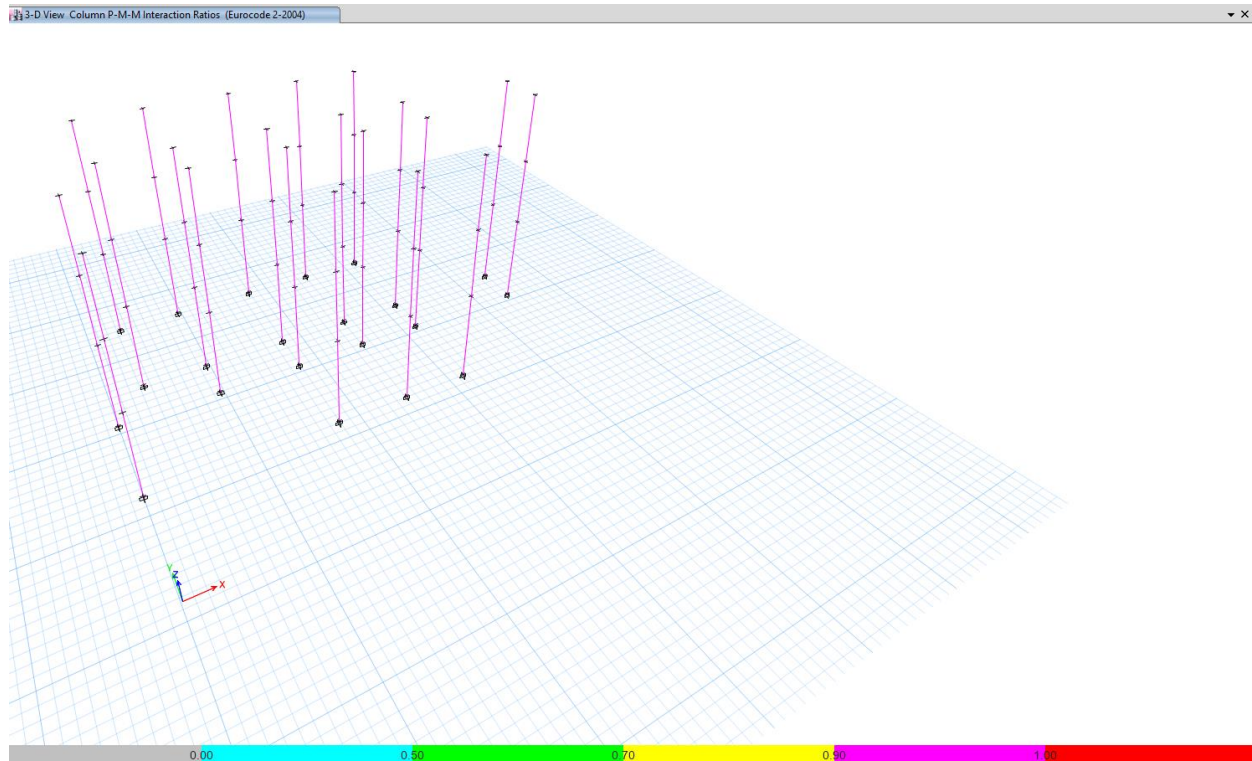 3-D View Column P-M-M Interaction Ratios (Eurocode 2-2004)
Y
Z
X
0.00 0.50 0.70 0.90 1.00